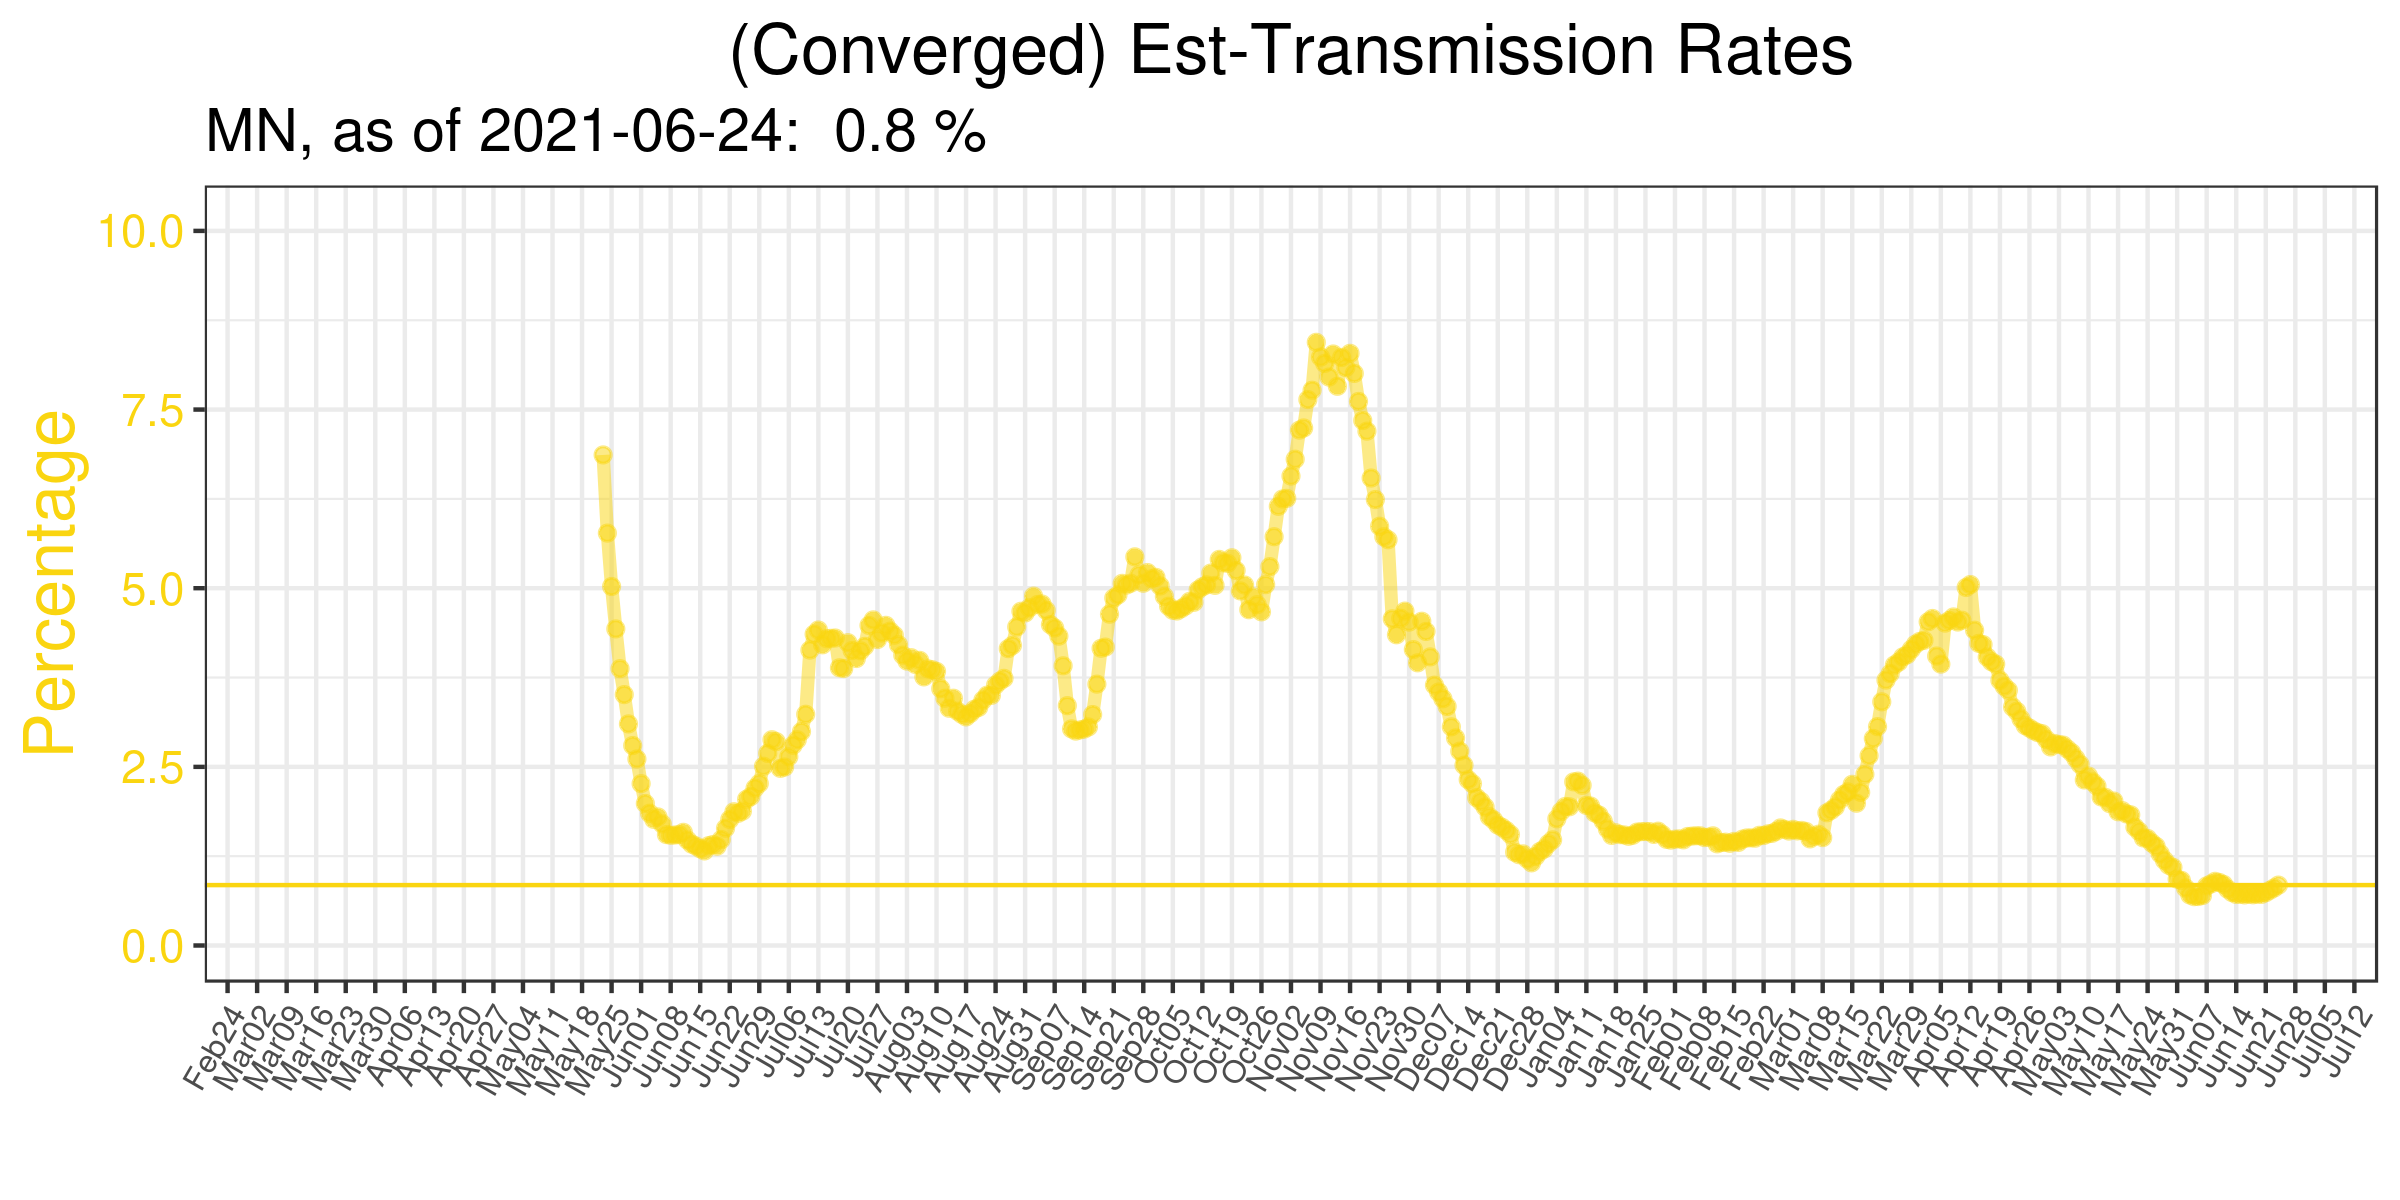 (Converged) Est-Transmission Rates
MN, as of 2021-06-24:  0.8 %
Percentage
10.0
7.5
5.0
2.5
0.0
Feb24
Mar02
Mar09
Mar16
Mar23
Mar30
Apr06
Apr13
Apr20
Apr27
May04
May11
May18
May25
Jun01
Jun08
Jun15
Jun22
Jun29
Jul06
Jul13
Jul20
Jul27
Aug03
Aug10
Aug17
Aug24
Aug31
Sep07
Sep14
Sep21
Sep28
Oct05
Oct12
Oct19
Oct26
Nov02
Nov09
Nov16
Nov23
Nov30
Dec07
Dec14
Dec21
Dec28
Jan04
Jan11
Jan18
Jan25
Feb01
Feb08
Feb15
Feb22
Mar01
Mar08
Mar15
Mar22
Mar29
Apr05
Apr12
Apr19
Apr26
May03
May10
May17
May24
May31
Jun07
Jun14
Jun21
Jun28
Jul05
Jul12